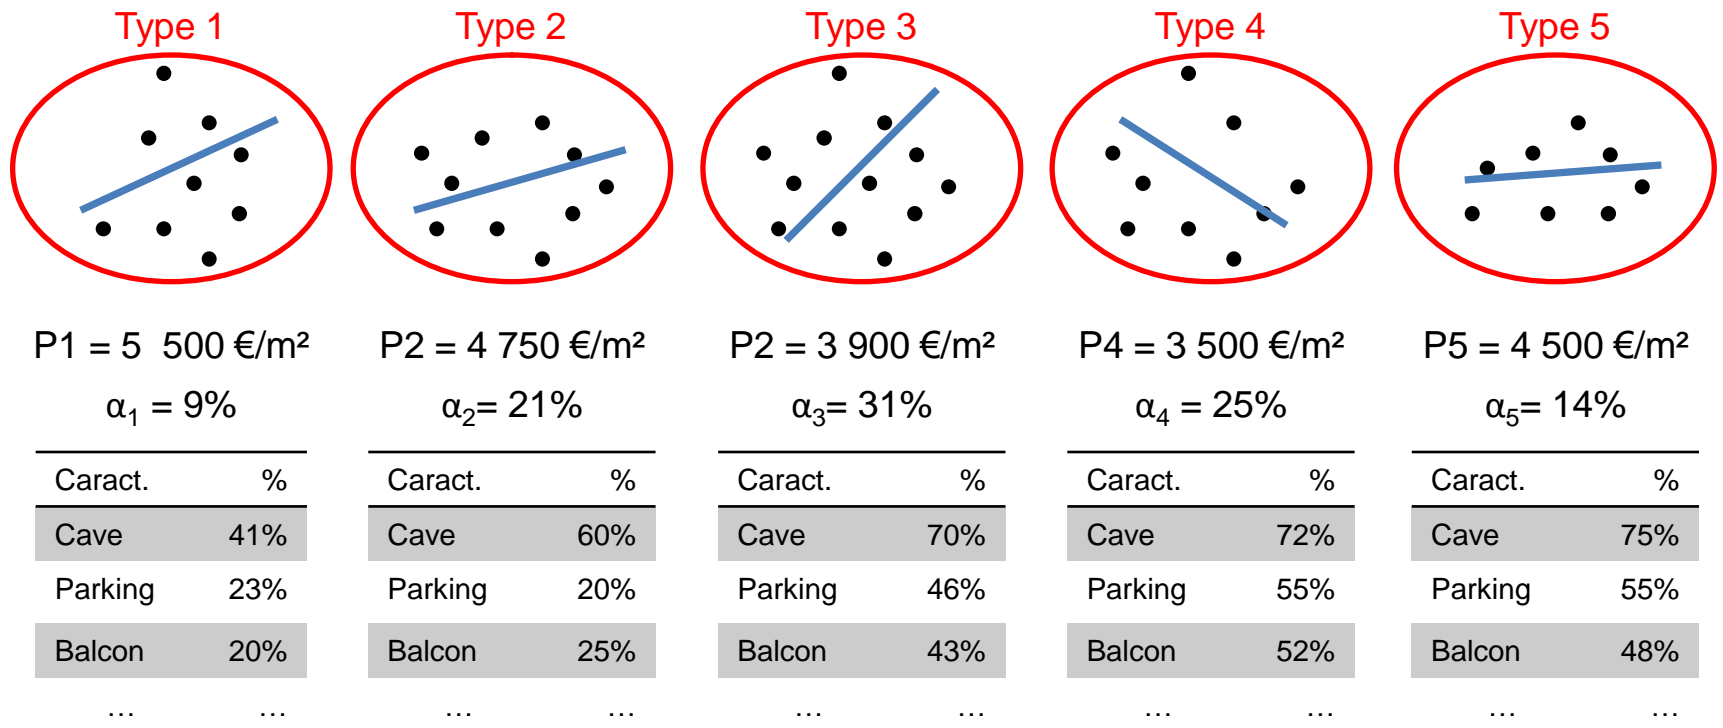 Type 1 Type 2 Type 3 Type 4 Type 5
P1 = 5 500 €/m² P2 = 4 750 €/m² P2 = 3 900 €/m² P4 = 3 500 €/m² P5 = 4 500 €/m²
α₁ = 9% α₂= 21% α₃= 31% α₄ = 25% α₅= 14%
Caract. % Caract. % Caract. % Caract. % Caract. %
Cave 41% Cave 60% Cave 70% Cave 72% Cave 75%
Parking 23% Parking 20% Parking 46% Parking 55% Parking 55%
Balcon 20% Balcon 25% Balcon 43% Balcon 52% Balcon 48%
... ... ... ... ... ... ... ... ... ...